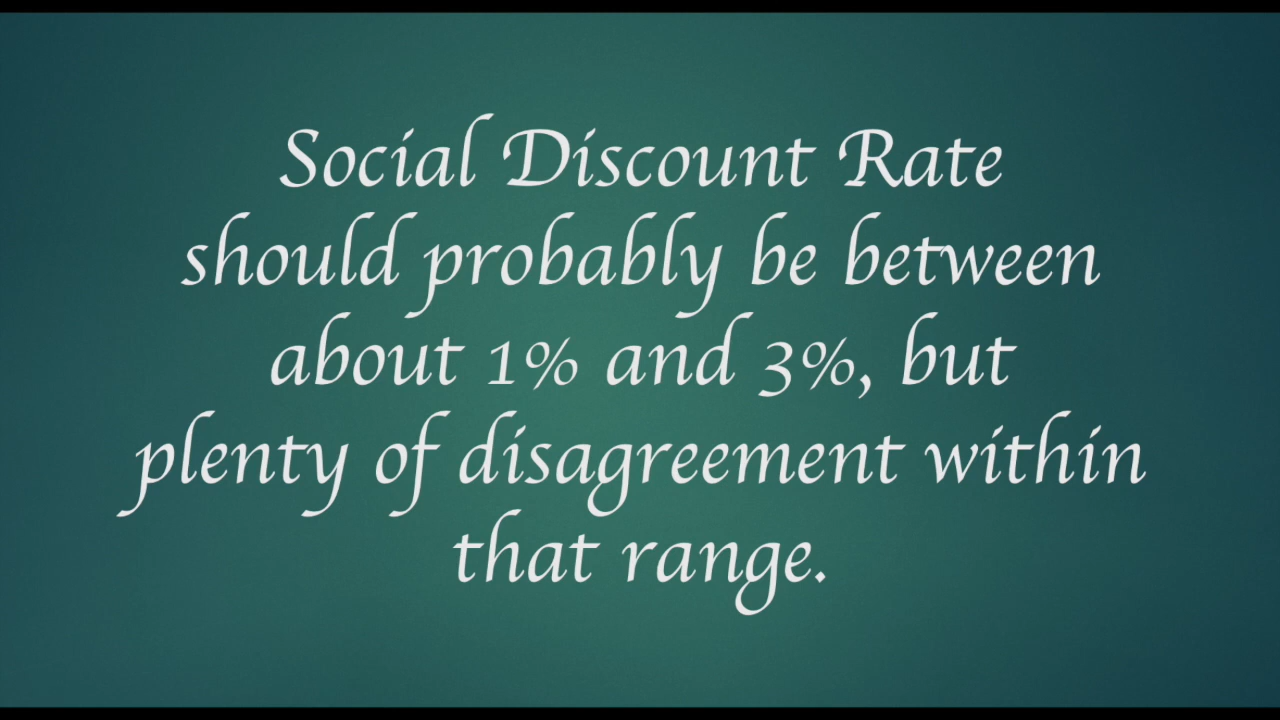 Social Discount Rate
should probably be between
about 1% and 3%, but
plenty of disagreement within
that range.